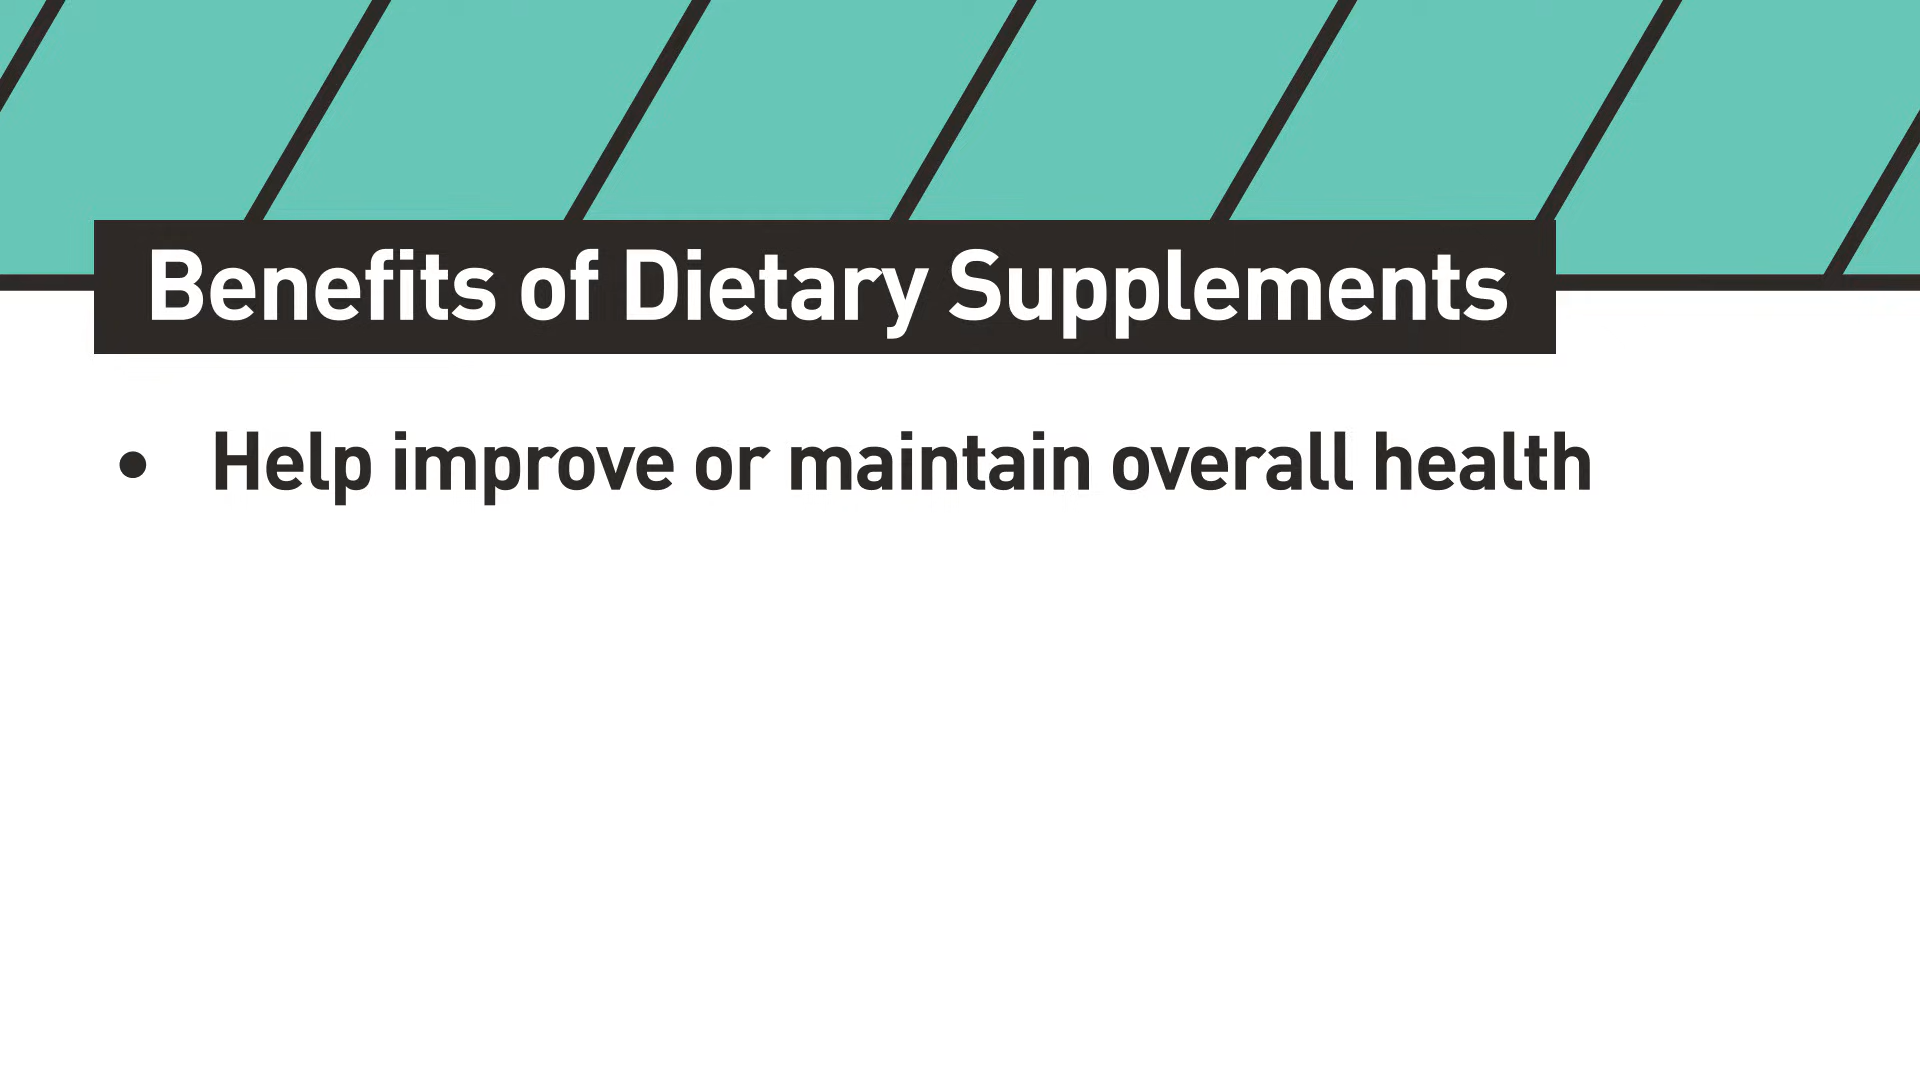 Benefits of Dietary Supplements
• Help improve or maintain overall health